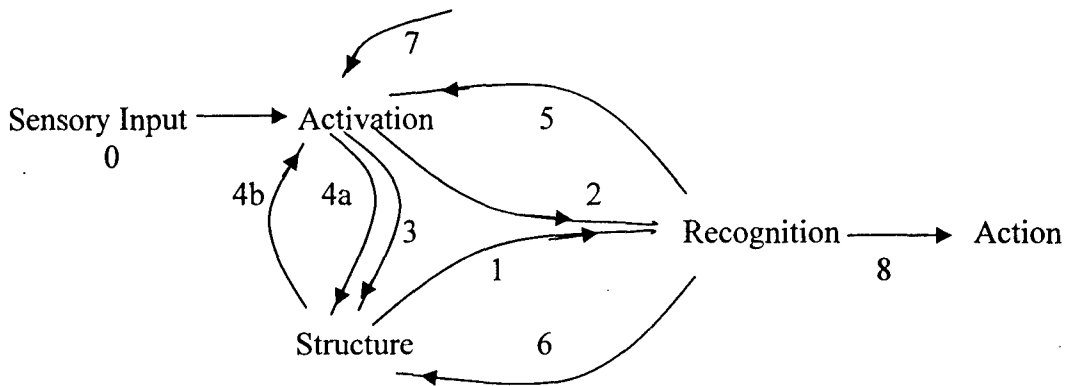 7
Sensory Input
Activation
5
0
4b
4a
3
2
Recognition
Action
1
8
Structure
6